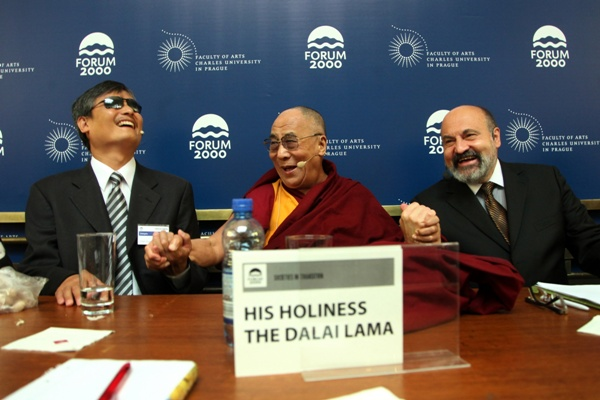 FORUM
2000
FACULTY OF ARTS
CHARLES UNIVERSITY
IN PRAGUE
FORUM
2000
FACULTY OF ARTS
CHARLES UNIVERSITY
IN PRAGUE
FORUM
2000
FORUM
2000
FACULTY OF ARTS
CHARLES UNIVERSITY
IN PRAGUE
SOCIETIES IN TRANSITION
HIS HOLINESS
THE DALAI LAMA